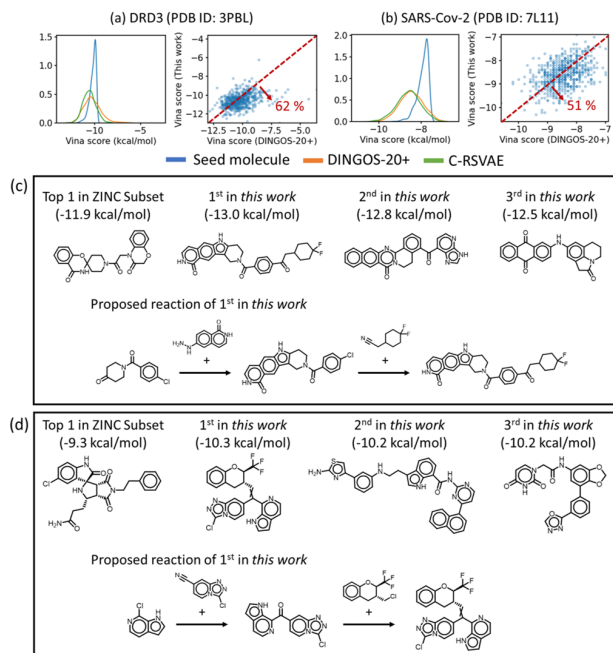 (a) DRD3 (PDB ID: 3PBL)
(b) SARS-Cov-2 (PDB ID: 7L11)
1.5
1.0
0.5
0.0
−10
−5
Vina score (kcal/mol)
Vina score (This work)
−4
−6
−8
−10
−12
62 %
−12.5
−10.0
−7.5
−5.0
Vina score (DINGOS-20+)
2.0
1.5
1.0
0.5
0.0
−10
−8
Vina score (kcal/mol)
Vina score (This work)
−7
−8
−9
−10
51 %
−10
−9
−8
−7
Vina score (DINGOS-20+)
Seed molecule
DINGOS-20+
C-RSVAE
(c)
Top 1 in ZINC Subset
(-11.9 kcal/mol)
1st in this work
(-13.0 kcal/mol)
2nd in this work
(-12.8 kcal/mol)
3rd in this work
(-12.5 kcal/mol)
Proposed reaction of 1st in this work
+
+
(d)
Top 1 in ZINC Subset
(-9.3 kcal/mol)
1st in this work
(-10.3 kcal/mol)
2nd in this work
(-10.2 kcal/mol)
3rd in this work
(-10.2 kcal/mol)
Proposed reaction of 1st in this work
+
+